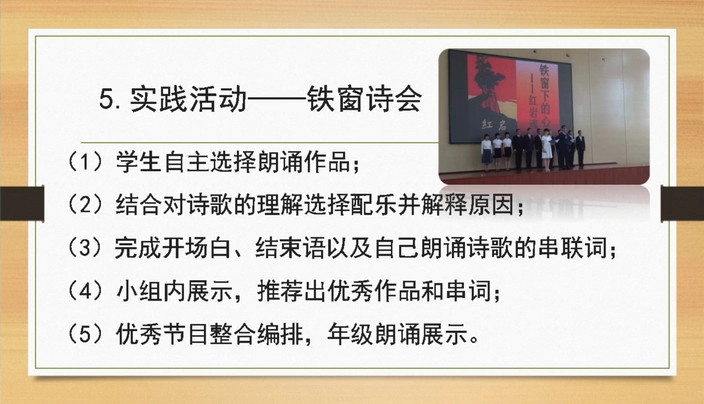 5.实践活动——铁窗诗会
铁窗下的心
——红岩
红岩
（1）学生自主选择朗诵作品；
（2）结合对诗歌的理解选择配乐并解释原因；
（3）完成开场白、结束语以及自己朗诵诗歌的串联词；
（4）小组内展示，推荐出优秀作品和串词；
（5）优秀节目整合编排，年级朗诵展示。